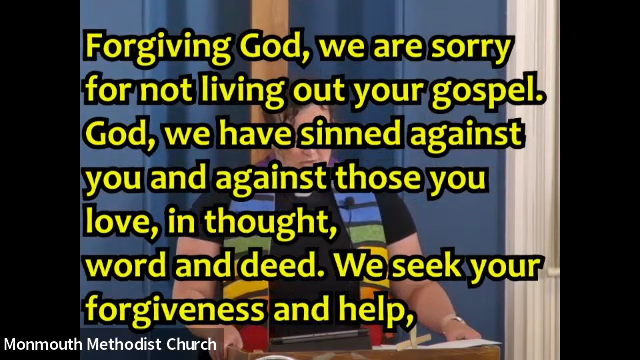 Forgiving God, we are sorry
for not living out your gospel.
God, we have sinned against
you and against those you
love, in thought,
word and deed. We seek your
forgiveness and help,
Monmouth Methodist Church